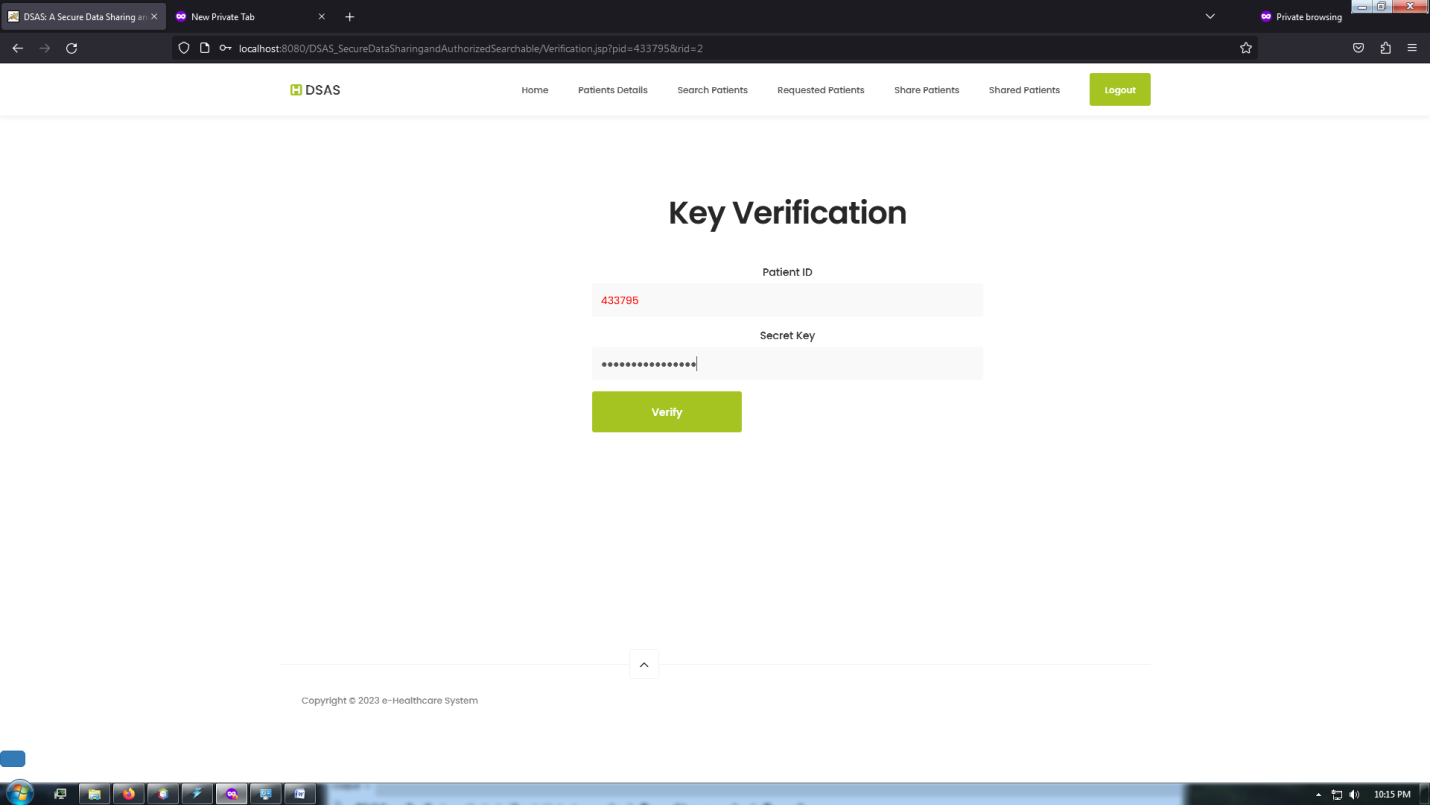 DSAS: A Secure Data Sharing an
New Private Tab
Private browsing
localhost:8080/DSAS_SecureDataSharingandAuthorizedSearchable/Verification.jsp?pid=433795&rid=2
DSAS
Home
Patients Details
Search Patients
Requested Patients
Share Patients
Shared Patients
Logout
Key Verification
Patient ID
433795
Secret Key
••••••••••••••••
Verify
Copyright © 2023 e-Healthcare System
10:15 PM